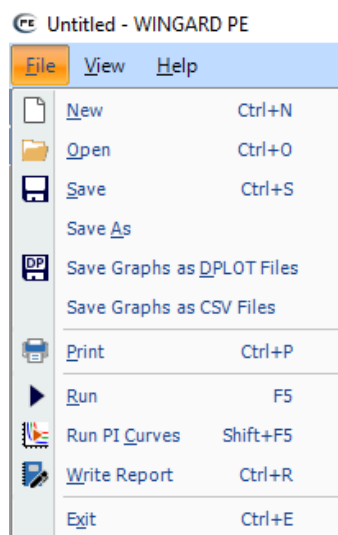 PE Untitled - WINGARD PE
File View Help
New Ctrl+N
Open Ctrl+O
Save Ctrl+S
Save As
DP Save Graphs as DPLOT Files
Save Graphs as CSV Files
Print Ctrl+P
Run F5
Run PI Curves Shift+F5
Write Report Ctrl+R
Exit Ctrl+E